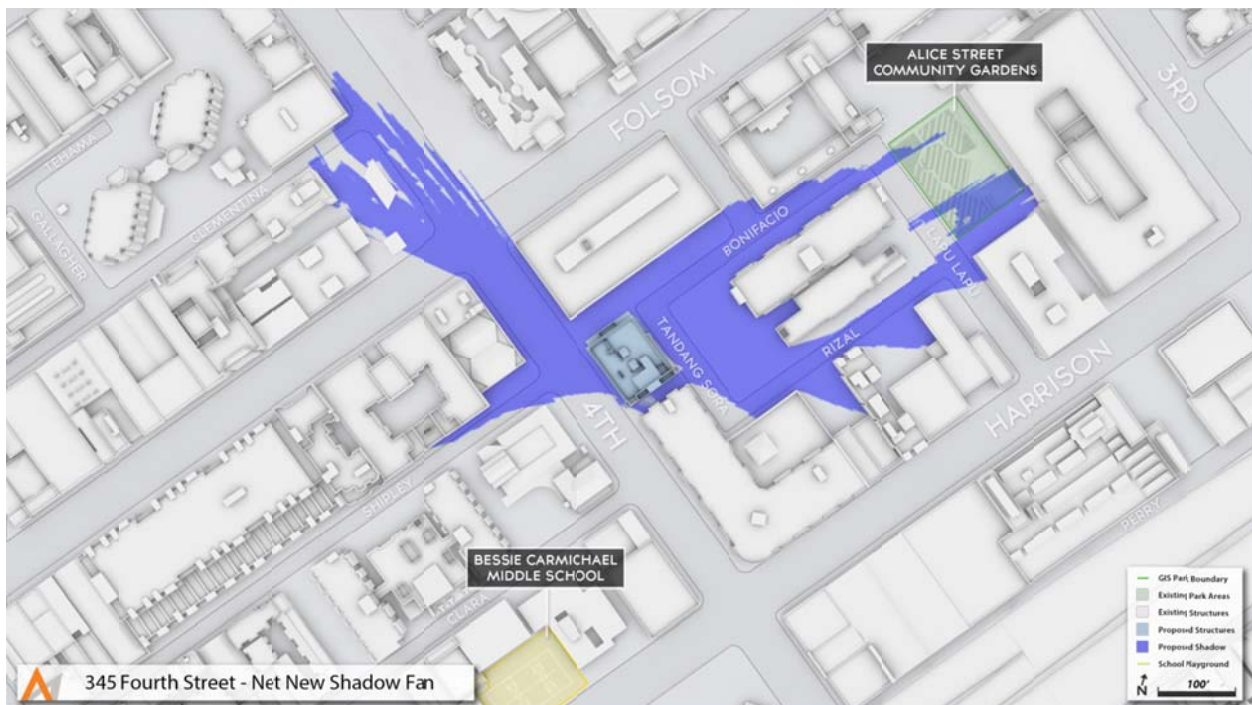 ALICE STREET
COMMUNITY GARDENS
3RD
FOLSOM
TEHAMA
CLEMENTINA
GALLAGHER
BONIFACIO
LAPU LAPU
TANDANG SORA
RIZAL
4TH
HARRISON
SHIPLEY
PERRY
BESSIE CARMICHAEL
MIDDLE SCHOOL
CLARA
GIS Park Boundary
Existing Park Areas
Existing Structures
Proposed Structures
Proposed Shadow
School Playground
N
100'
345 Fourth Street - Net New Shadow Fan